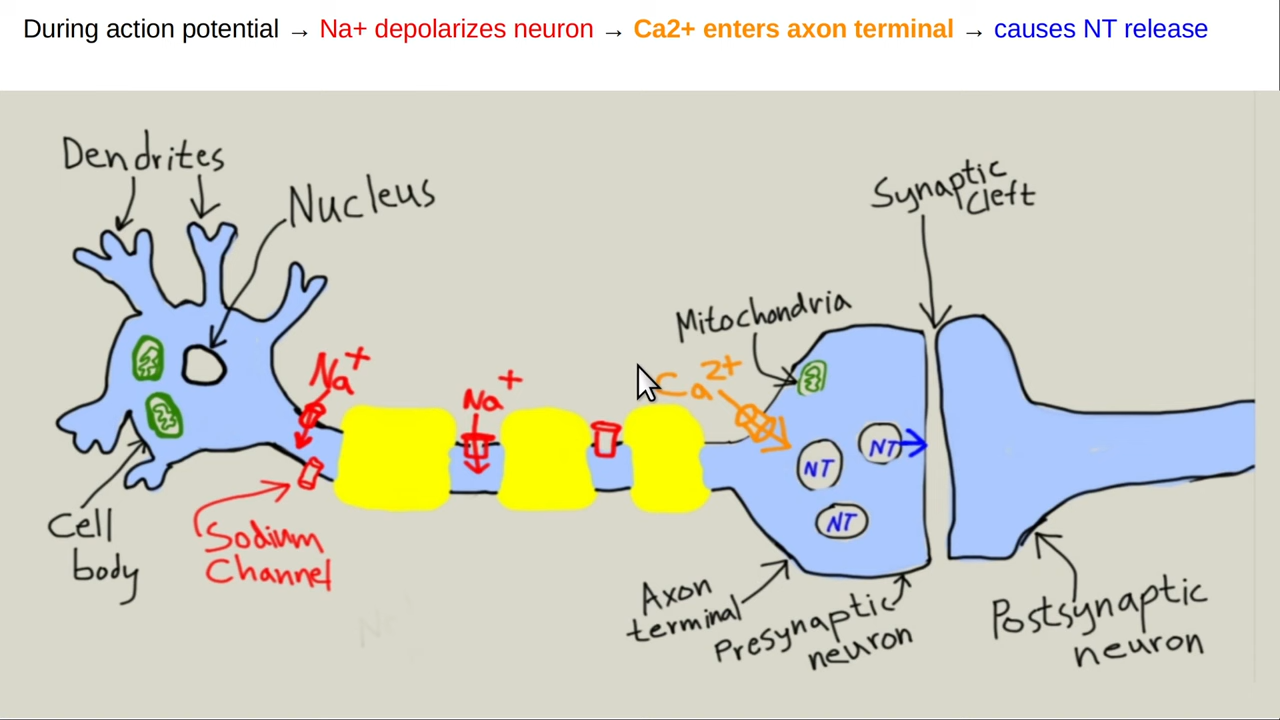 During action potential → Na+ depolarizes neuron → Ca2+ enters axon terminal → causes NT release
Dendrites
Nucleus
Synaptic
Cleft
Mitochondria
Na+
Na+
Ca2+
NT
NT
NT
Cell
body
Sodium
Channel
Axon
terminal
Presynaptic
neuron
Postsynaptic
neuron